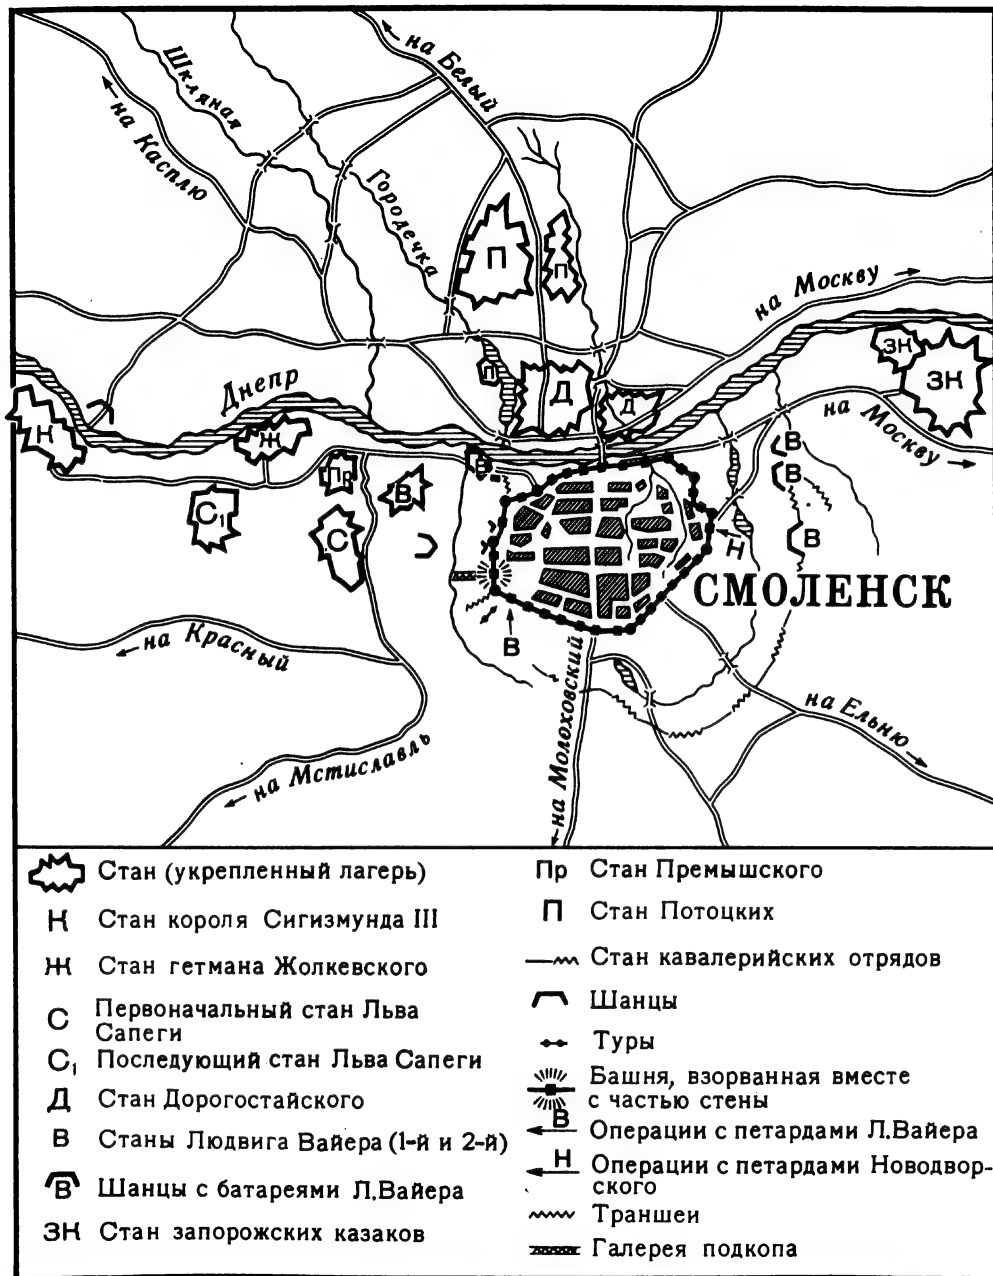 на Белый
Шкляная
на Касплю
Городечка
П
П
на Москву
ЗН
ЗН
Днепр
П
Д
Д
на Москву
Н
Ж
Пр
В
В
В
В
С₁
С
В
Н
СМОЛЕНСК
В
на Красный
на Молоховский
на Ельню
на Мстиславль
Стан (укрепленный лагерь)
Н Стан короля Сигизмунда III
Ж Стан гетмана Жолкевского
С Первоначальный стан Льва
Сапеги
С₁ Последующий стан Льва Сапеги
Д Стан Дорогостайского
В Станы Людвига Вайера (1-й и 2-й)
В Шанцы с батареями Л.Вайера
ЗН Стан запорожских казаков
Пр Стан Премышского
П Стан Потоцких
Стан кавалерийских отрядов
Шанцы
Туры
Башня, взорванная вместе
с частью стены
В Операции с петардами Л.Вайера
Н Операции с петардами Новодвор-
ского
Траншеи
Галерея подкопа